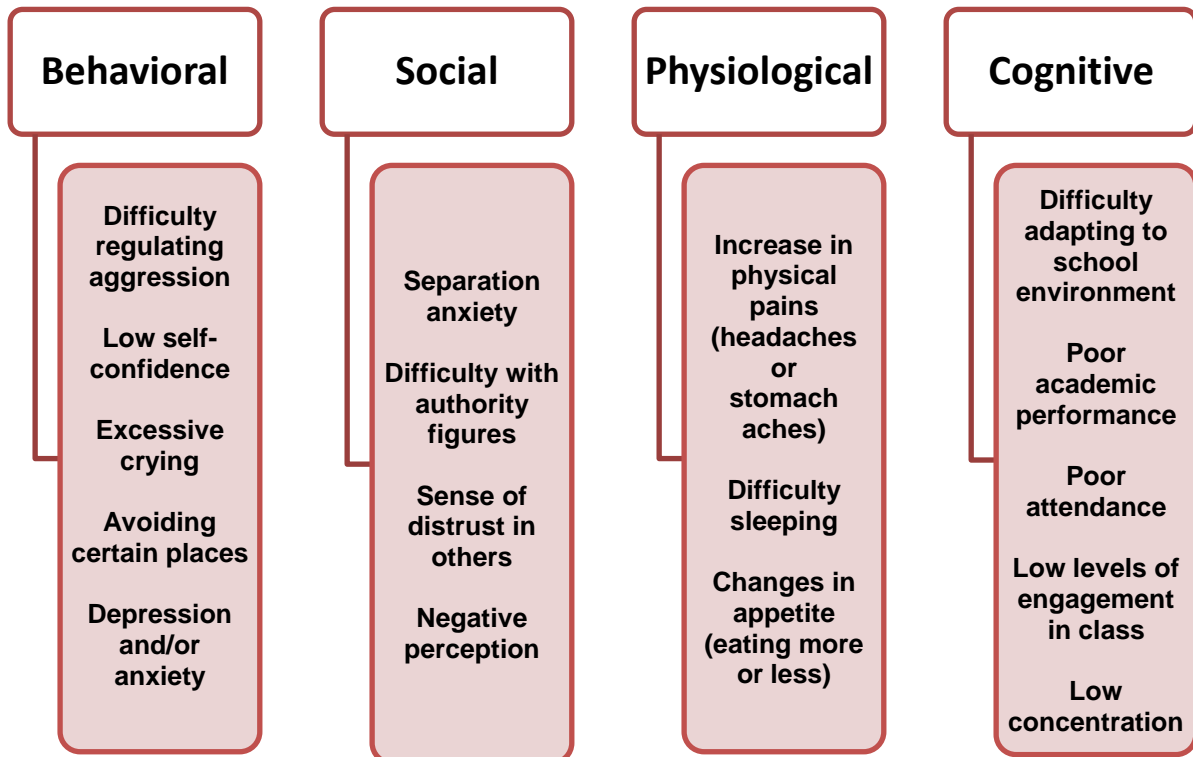 Behavioral
Difficulty
regulating
aggression
Low self-
confidence
Excessive
crying
Avoiding
certain places
Depression
and/or
anxiety
Social
Separation
anxiety
Difficulty with
authority
figures
Sense of
distrust in
others
Negative
perception
Physiological
Increase in
physical
pains
(headaches
or
stomach
aches)
Difficulty
sleeping
Changes in
appetite
(eating more
or less)
Cognitive
Difficulty
adapting to
school
environment
Poor
academic
performance
Poor
attendance
Low levels of
engagement
in class
Low
concentration